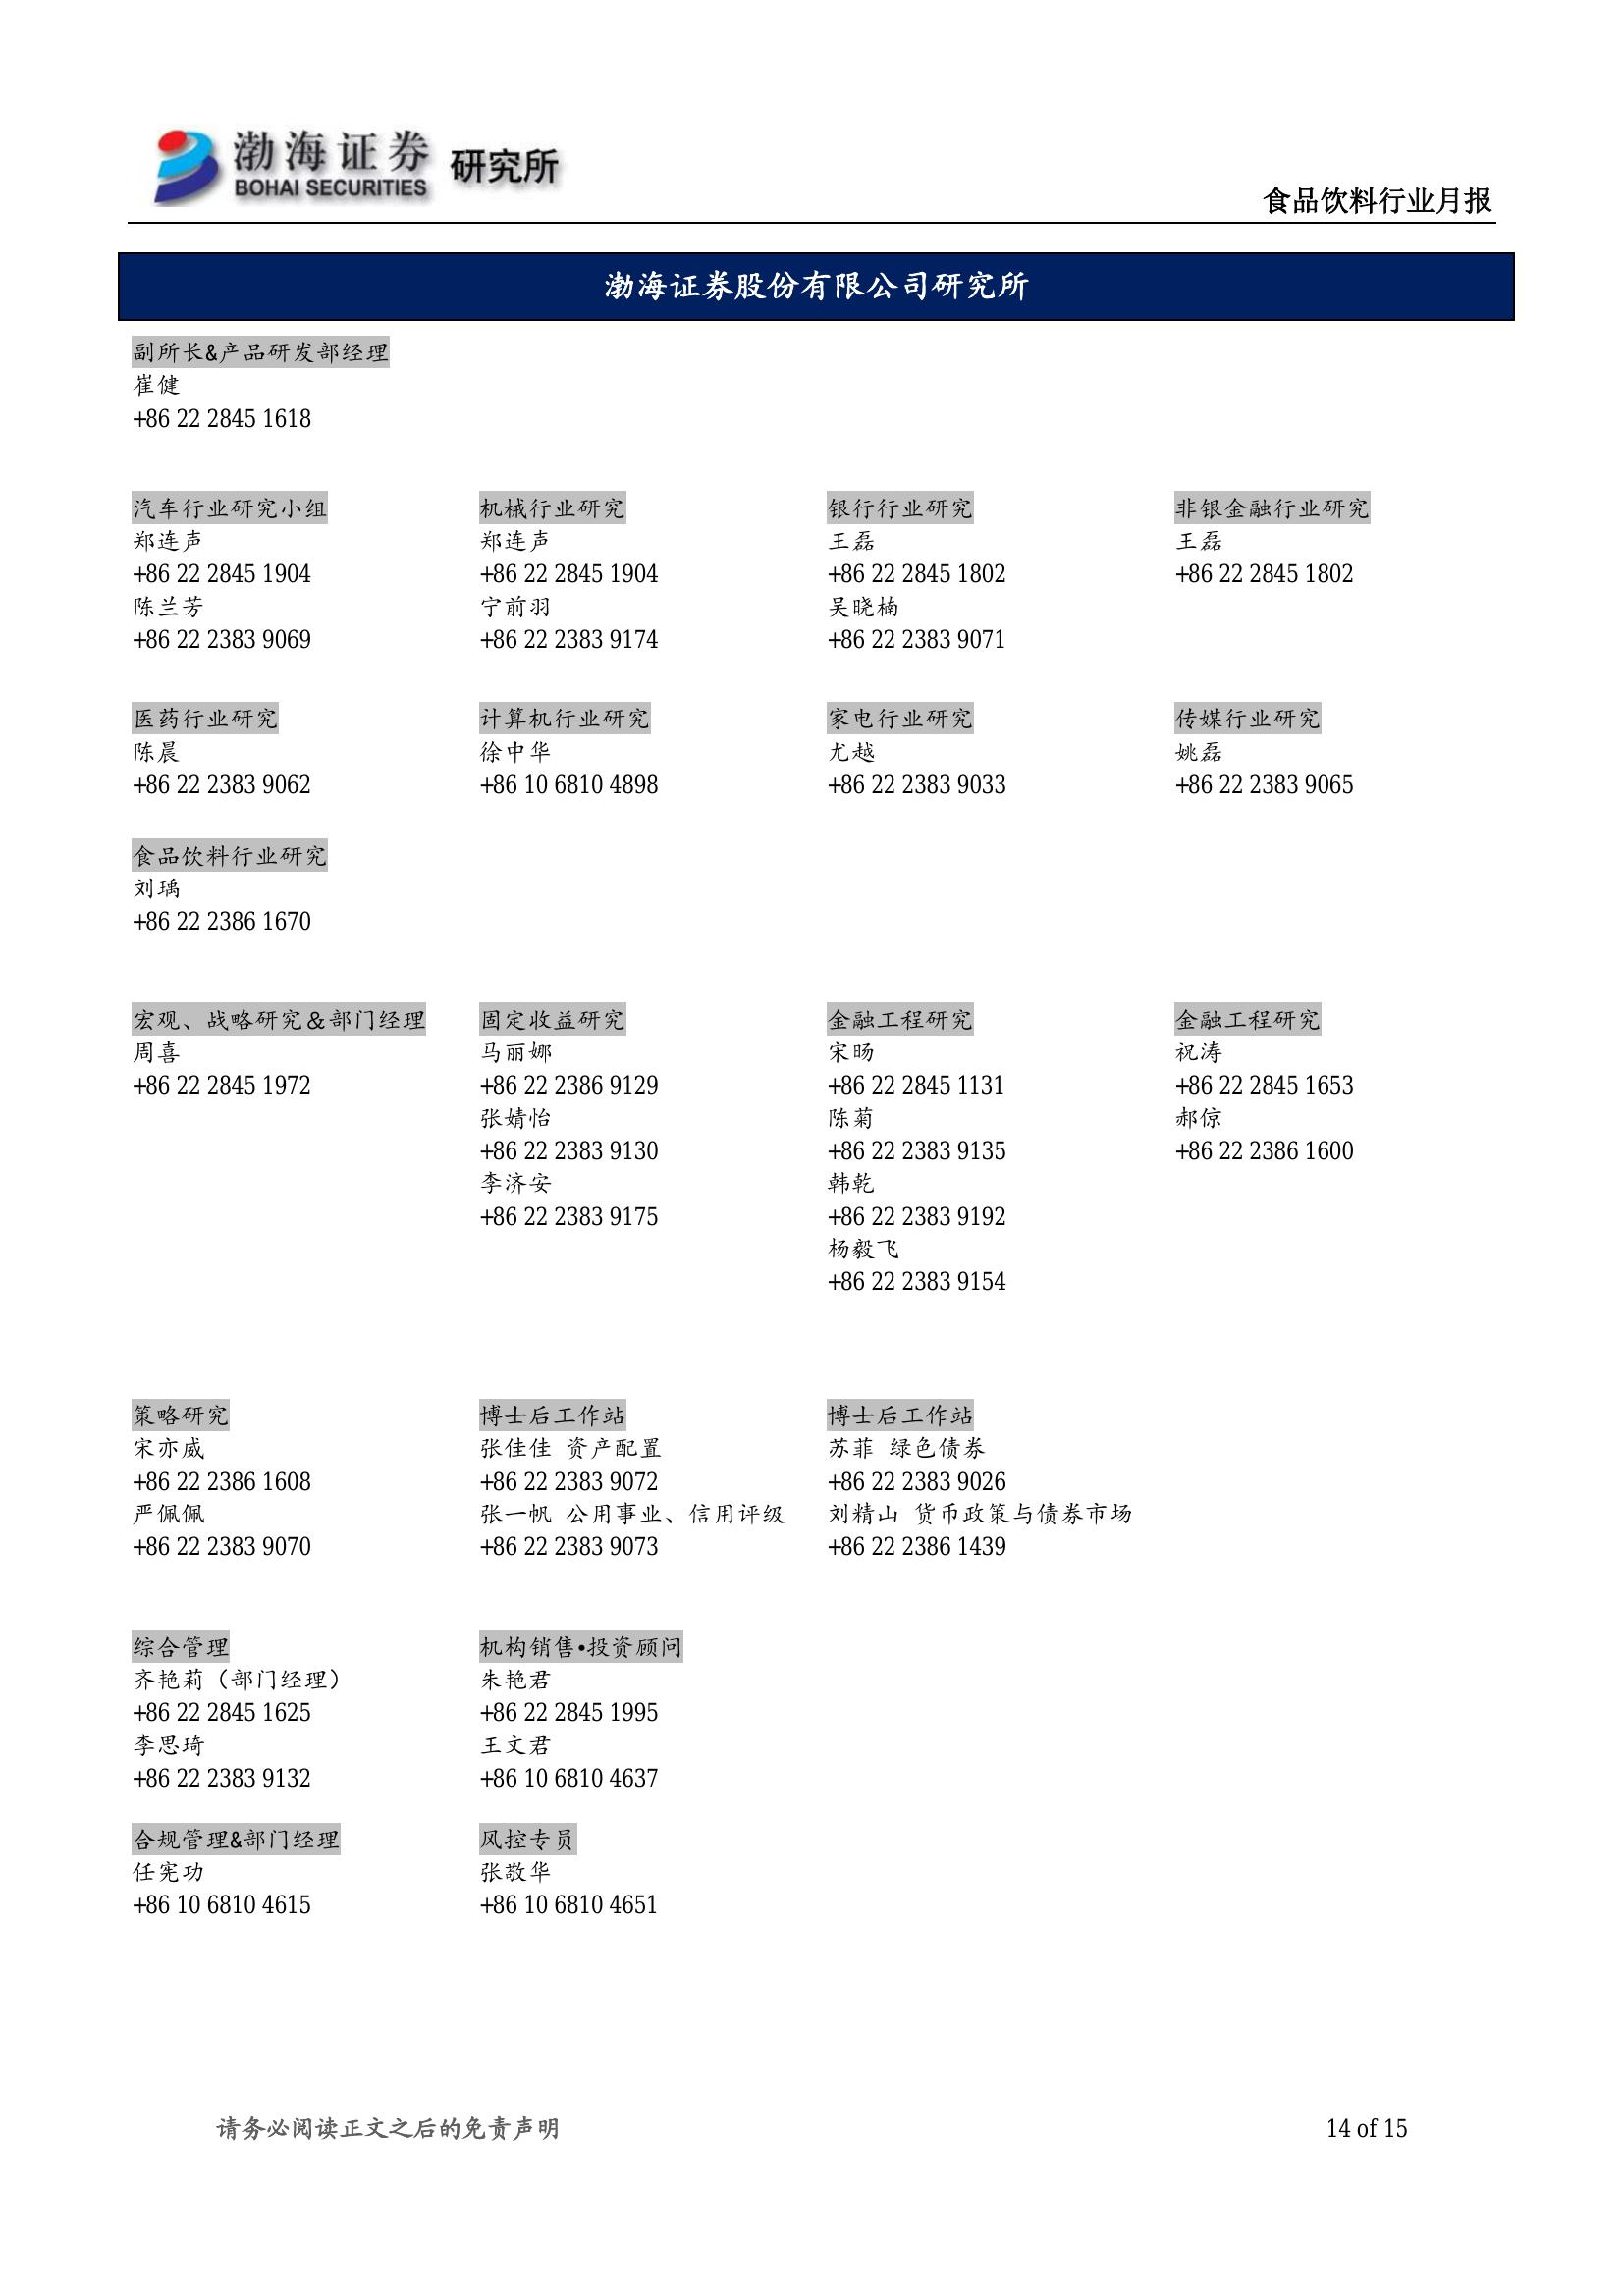 渤海证券 研究所
BOHAI SECURITIES
食品饮料行业月报
渤海证券股份有限公司研究所
副所长&产品研发部经理
崔健
+86 22 2845 1618
汽车行业研究小组
郑连声
+86 22 2845 1904
陈兰芳
+86 22 2383 9069
机械行业研究
郑连声
+86 22 2845 1904
宁前羽
+86 22 2383 9174
银行行业研究
王磊
+86 22 2845 1802
吴晓楠
+86 22 2383 9071
非银金融行业研究
王磊
+86 22 2845 1802
医药行业研究
陈晨
+86 22 2383 9062
计算机行业研究
徐中华
+86 10 6810 4898
家电行业研究
尤越
+86 22 2383 9033
传媒行业研究
姚磊
+86 22 2383 9065
食品饮料行业研究
刘瑀
+86 22 2386 1670
宏观、战略研究＆部门经理
周喜
+86 22 2845 1972
固定收益研究
马丽娜
+86 22 2386 9129
张婧怡
+86 22 2383 9130
李济安
+86 22 2383 9175
金融工程研究
宋旸
+86 22 2845 1131
陈菊
+86 22 2383 9135
韩乾
+86 22 2383 9192
杨毅飞
+86 22 2383 9154
金融工程研究
祝涛
+86 22 2845 1653
郝倞
+86 22 2386 1600
策略研究
宋亦威
+86 22 2386 1608
严佩佩
+86 22 2383 9070
博士后工作站
张佳佳 资产配置
+86 22 2383 9072
张一帆 公用事业、信用评级
+86 22 2383 9073
博士后工作站
苏菲 绿色债券
+86 22 2383 9026
刘精山 货币政策与债券市场
+86 22 2386 1439
综合管理
齐艳莉（部门经理）
+86 22 2845 1625
李思琦
+86 22 2383 9132
机构销售•投资顾问
朱艳君
+86 22 2845 1995
王文君
+86 10 6810 4637
合规管理&部门经理
任宪功
+86 10 6810 4615
风控专员
张敬华
+86 10 6810 4651
请务必阅读正文之后的免责声明
14 of 15